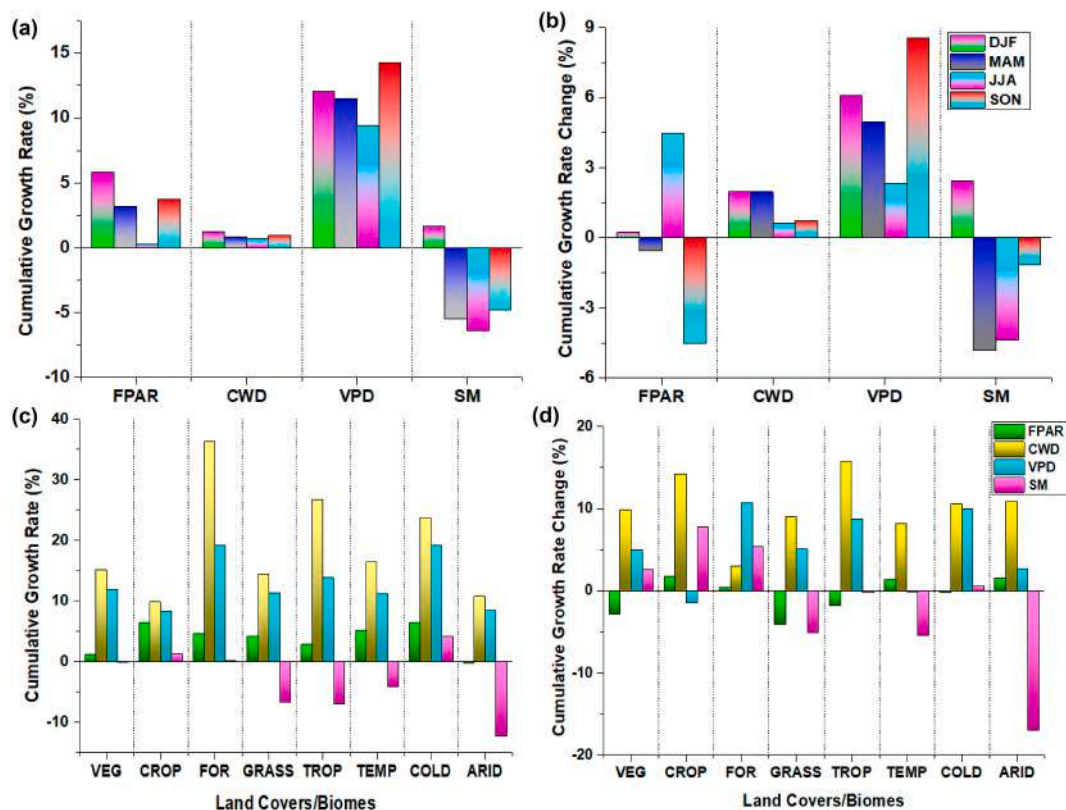 (a)
Cumulative Growth Rate (%)
15
10
5
0
-5
-10
FPAR CWD VPD SM
(b)
Cumulative Growth Rate Change (%)
9
6
3
0
-3
-6
FPAR CWD VPD SM
DJF
MAM
JJA
SON
(c)
Cumulative Growth Rate (%)
40
30
20
10
0
-10
VEG CROP FOR GRASS TROP TEMP COLD ARID
Land Covers/Biomes
(d)
Cumulative Growth Rate Change (%)
20
10
0
-10
-20
VEG CROP FOR GRASS TROP TEMP COLD ARID
Land Covers/Biomes
FPAR
CWD
VPD
SM